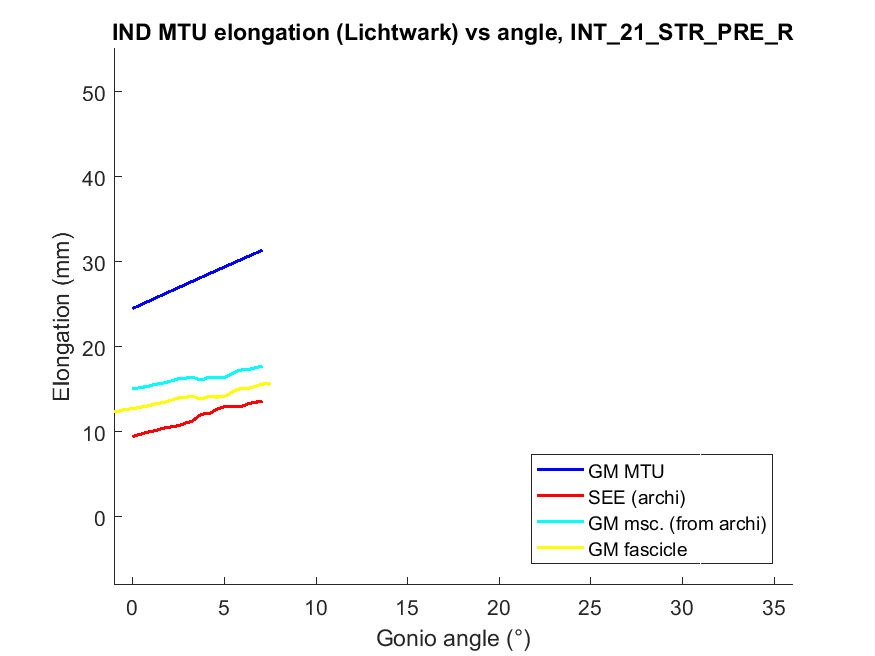 IND MTU elongation (Lichtwark) vs angle, INT_21_STR_PRE_R
50
40
30
20
10
0
Elongation (mm)
0 5 10 15 20 25 30 35
Gonio angle (°)
GM MTU
SEE (archi)
GM msc. (from archi)
GM fascicle